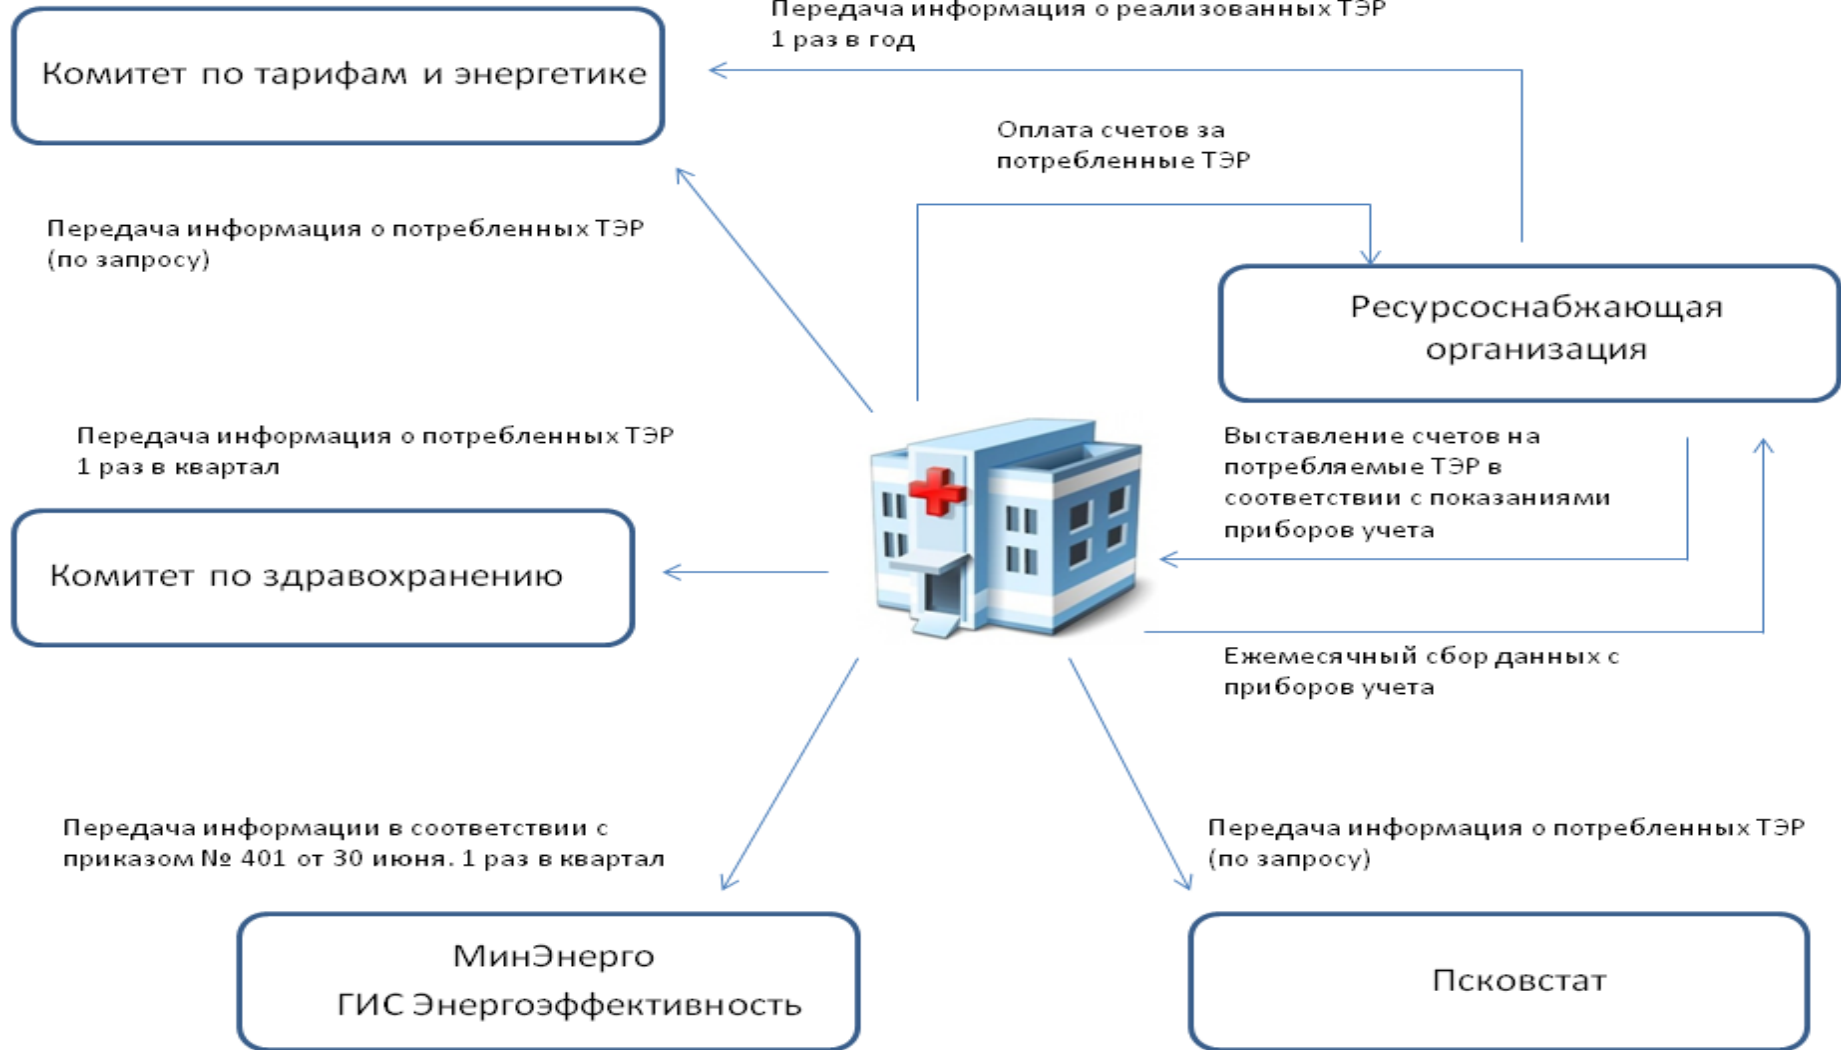 Передача информация о реализованных ТЭР
1 раз в год
Комитет по тарифам и энергетике
Оплата счетов за
потребленные ТЭР
Передача информация о потребленных ТЭР
(по запросу)
Ресурсоснабжающая
организация
Передача информация о потребленных ТЭР
1 раз в квартал
Выставление счетов на
потребляемые ТЭР в
соответствии с показаниями
приборов учета
Комитет по здравохранению
Ежемесячный сбор данных с
приборов учета
Передача информации в соответствии с
приказом № 401 от 30 июня. 1 раз в квартал
Передача информация о потребленных ТЭР
(по запросу)
МинЭнерго
ГИС Энергоэффективность
Псковстат